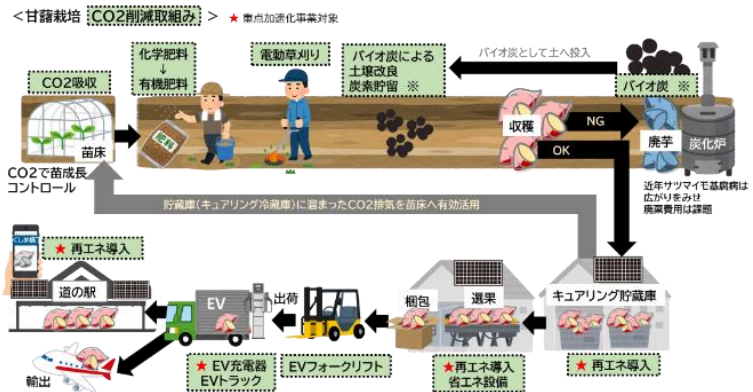 ＜甘藷栽培 CO2削減取組み ＞ ★ 重点加速化事業対象
CO2吸収
苗床
CO2で苗成長
コントロール
化学肥料
↓
有機肥料
肥料
電動草刈り
バイオ炭による
土壌改良
炭素貯留 ※
バイオ炭として土へ投入
バイオ炭 ※
収穫
NG
OK
廃芋
炭化炉
近年サツマイモ基腐病は
広がりをみせ
廃棄費用は課題
貯蔵庫(キュアリング冷蔵庫)に溜まったCO2排気を苗床へ有効活用
キュアリング貯蔵庫
★ 再エネ導入
選果
梱包
★再エネ導入
省エネ設備
EVフォークリフト
出荷
EV
★ EV充電器
EVトラック
★ 再エネ導入
道の駅
輸出